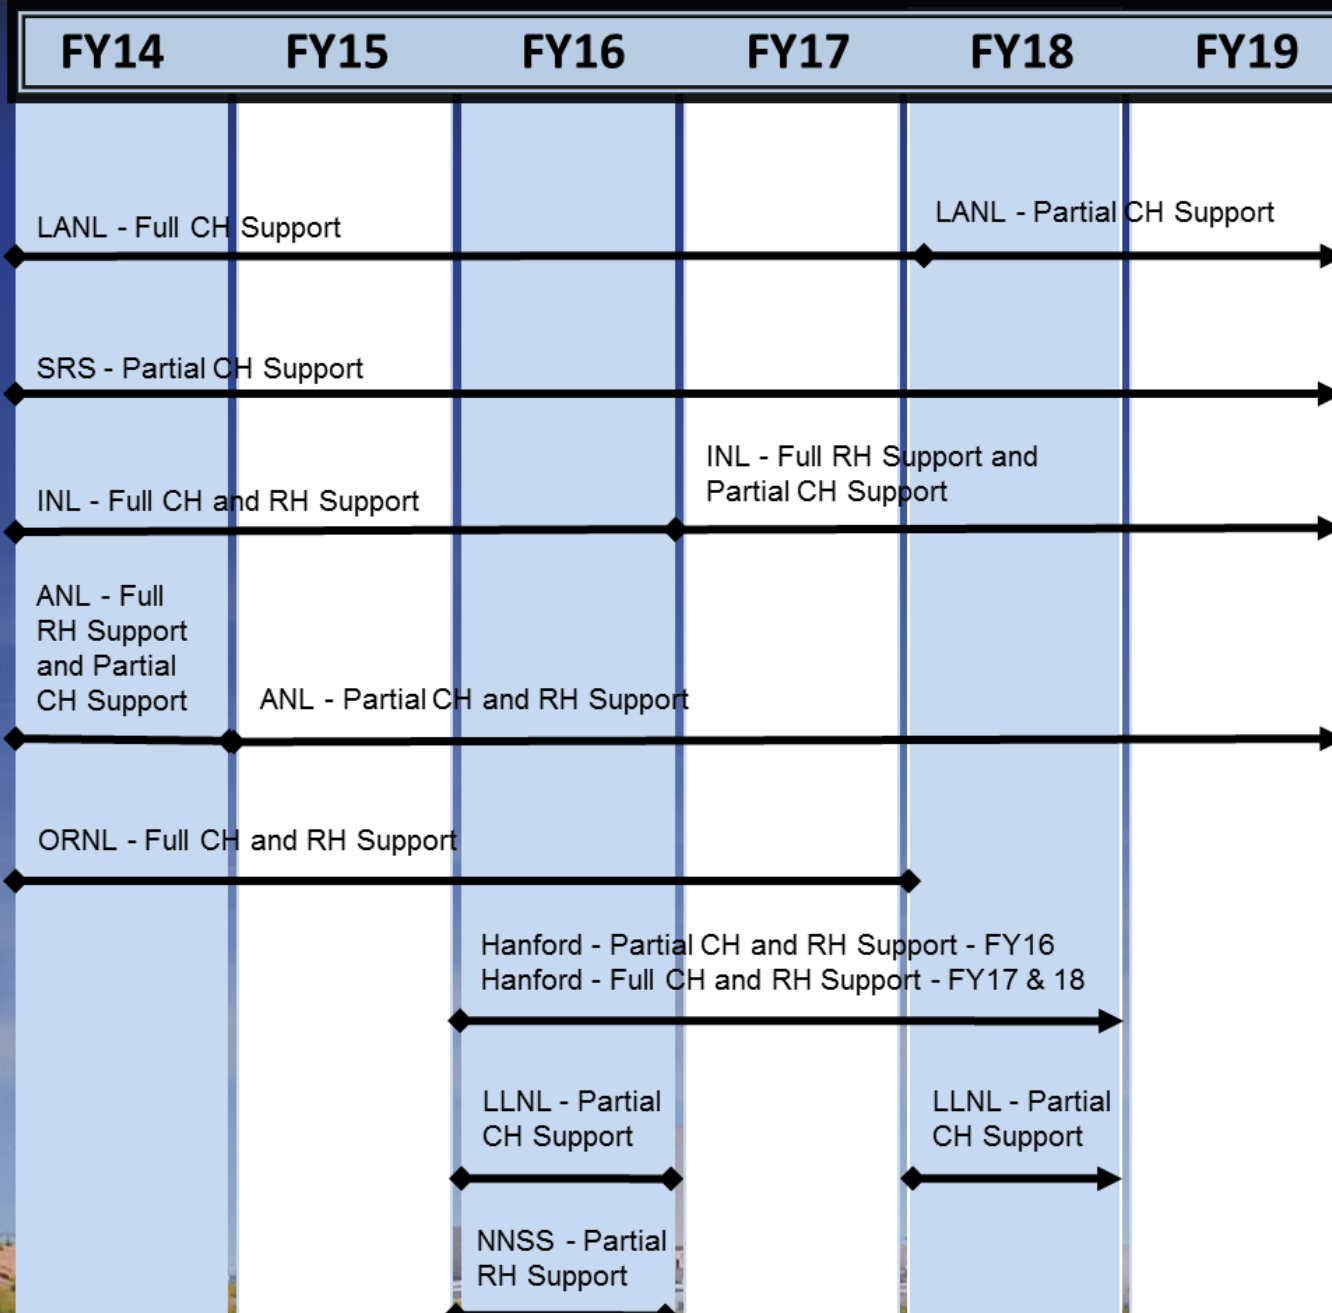 FY14 FY15 FY16 FY17 FY18 FY19
LANL - Full CH Support
LANL - Partial CH Support
SRS - Partial CH Support
INL - Full CH and RH Support
INL - Full RH Support and
Partial CH Support
ANL - Full
RH Support
and Partial
CH Support
ANL - Partial CH and RH Support
ORNL - Full CH and RH Support
Hanford - Partial CH and RH Support - FY16
Hanford - Full CH and RH Support - FY17 & 18
LLNL - Partial
CH Support
LLNL - Partial
CH Support
NNSS - Partial
RH Support